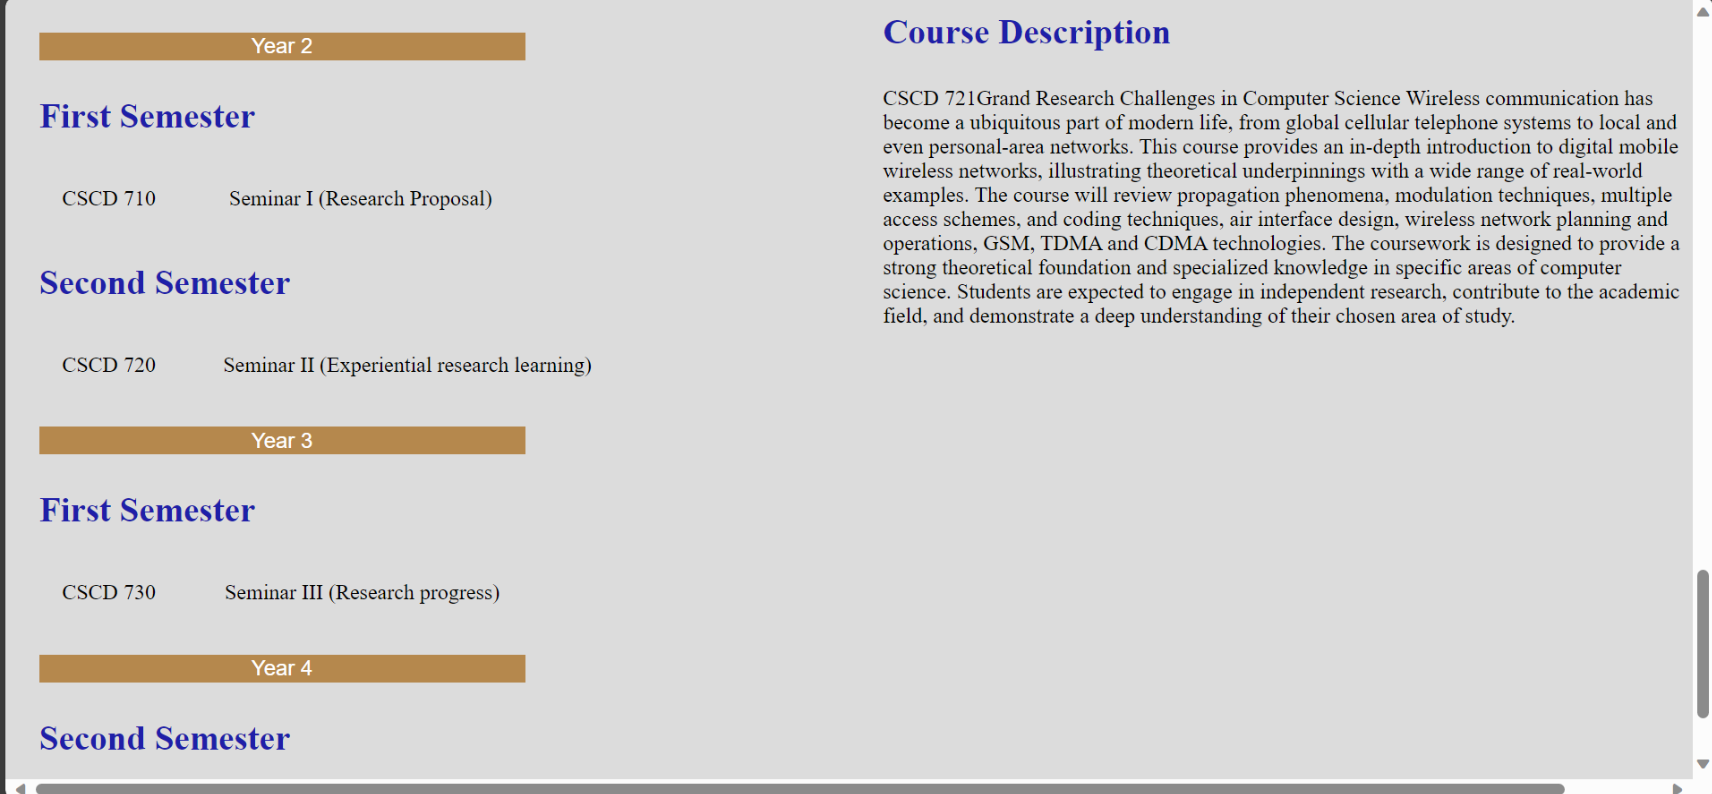 Year 2
First Semester
CSCD 710 Seminar I (Research Proposal)
Second Semester
CSCD 720 Seminar II (Experiential research learning)
Year 3
First Semester
CSCD 730 Seminar III (Research progress)
Year 4
Second Semester
Course Description
CSCD 721Grand Research Challenges in Computer Science Wireless communication has
become a ubiquitous part of modern life, from global cellular telephone systems to local and
even personal-area networks. This course provides an in-depth introduction to digital mobile
wireless networks, illustrating theoretical underpinnings with a wide range of real-world
examples. The course will review propagation phenomena, modulation techniques, multiple
access schemes, and coding techniques, air interface design, wireless network planning and
operations, GSM, TDMA and CDMA technologies. The coursework is designed to provide a
strong theoretical foundation and specialized knowledge in specific areas of computer
science. Students are expected to engage in independent research, contribute to the academic
field, and demonstrate a deep understanding of their chosen area of study.